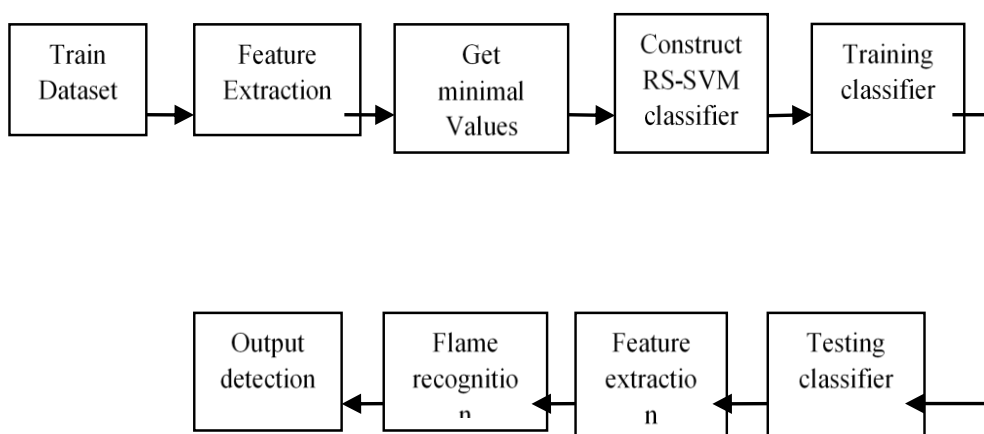 Train
Dataset
Feature
Extraction
Get
minimal
Values
Construct
RS-SVM
classifier
Training
classifier
Testing
classifier
Feature
extractio
n
Flame
recognitio
n
Output
detection